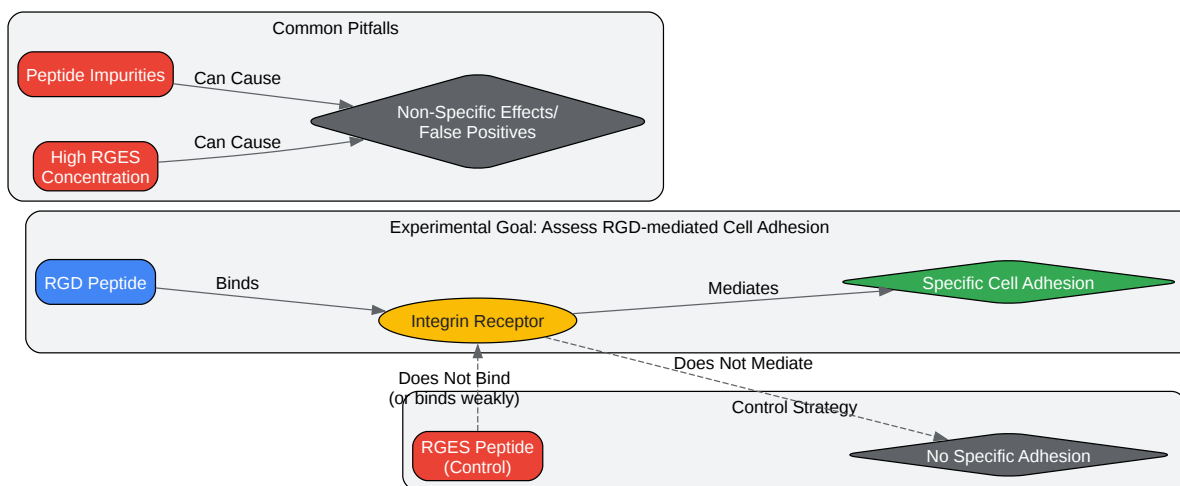 Common Pitfalls
Peptide Impurities
Can Cause
Non-Specific Effects/
False Positives
Can Cause
High RGES
Concentration
Experimental Goal: Assess RGD-mediated Cell Adhesion
RGD Peptide
Binds
Integrin Receptor
Mediates
Specific Cell Adhesion
Does Not Mediate
Does Not Bind
(or binds weakly)
Control Strategy
RGES Peptide
(Control)
No Specific Adhesion